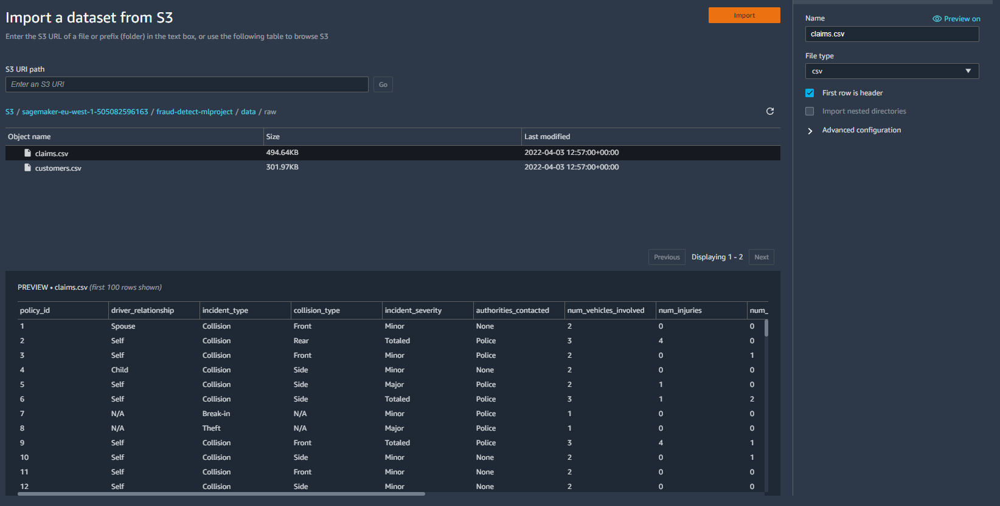 Import a dataset from S3
Import
Enter the S3 URL of a file or prefix (folder) in the text box, or use the following table to browse S3
S3 URI path
Enter an S3 URI
Go
S3 / sagemaker-eu-west-1-505082596163 / fraud-detect-mlproject / data / raw
Object name Size Last modified
claims.csv 494.64KB 2022-04-03 12:57:00+00:00
customers.csv 301.97KB 2022-04-03 12:57:00+00:00
Previous Displaying 1 - 2 Next
PREVIEW • claims.csv (first 100 rows shown)
policy_id driver_relationship incident_type collision_type incident_severity authorities_contacted num_vehicles_involved num_injuries num_
1 Spouse Collision Front Minor None 2 0 0
2 Self Collision Rear Totaled Police 3 4 0
3 Self Collision Front Minor Police 2 0 1
4 Child Collision Side Minor None 2 0 0
5 Self Collision Side Major Police 2 1 0
6 Self Collision Side Totaled Police 3 1 2
7 N/A Break-in N/A Minor Police 1 0 0
8 N/A Theft N/A Major Police 1 0 0
9 Self Collision Front Totaled Police 3 4 1
10 Self Collision Side Minor None 2 0 1
11 Self Collision Front Minor None 2 0 0
12 Self Collision Side Minor None 2 0 0
Name Preview on
claims.csv
File type
csv
First row is header
Import nested directories
Advanced configuration